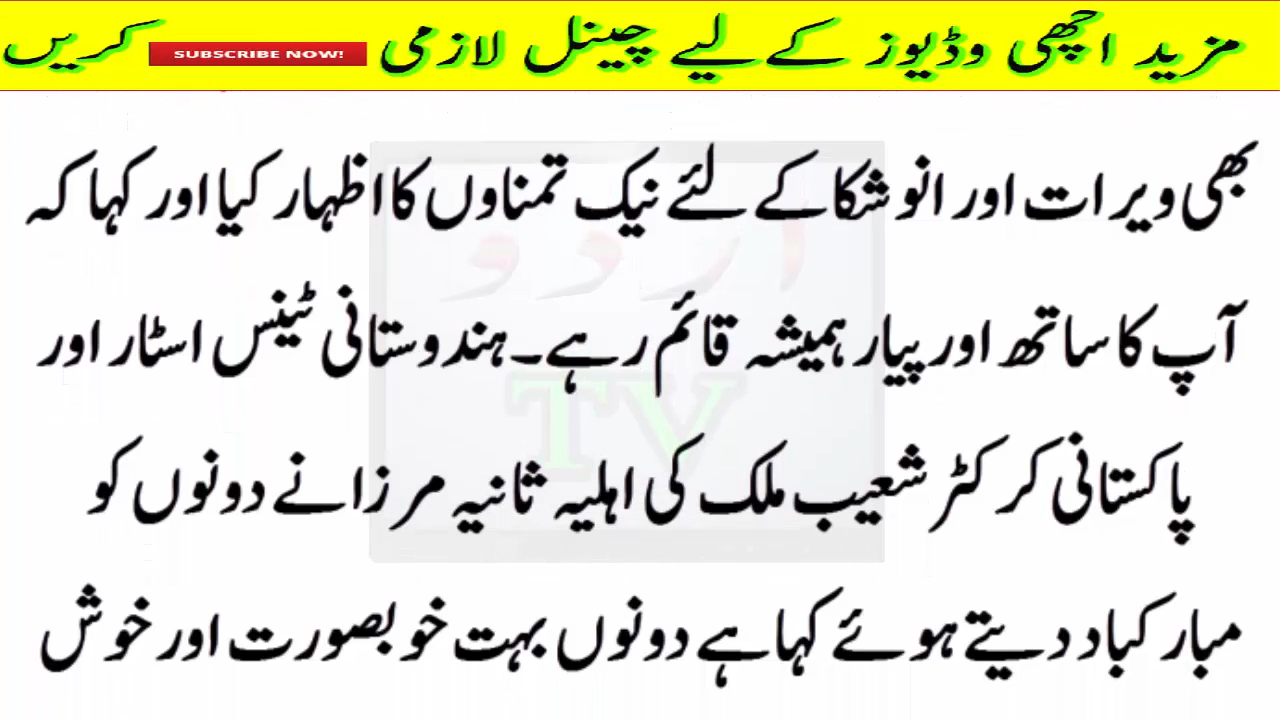 مزید اچھی وڈیوز کے لیے چینل لازمی SUBSCRIBE NOW! کریں
بھی ویرات اور انوشکا کے لئے نیک تمناوں کا اظہار کیا اور کہا کہ
آپ کا ساتھ اور پیار ہمیشہ قائم رہے۔ ہندوستانی ٹینس اسٹار اور
پاکستانی کرکٹر شعیب ملک کی اہلیہ ثانیہ مرزا نے دونوں کو
مبارکباد دیتے ہوئے کہا ہے دونوں بہت خوبصورت اور خوش
اردو
TV